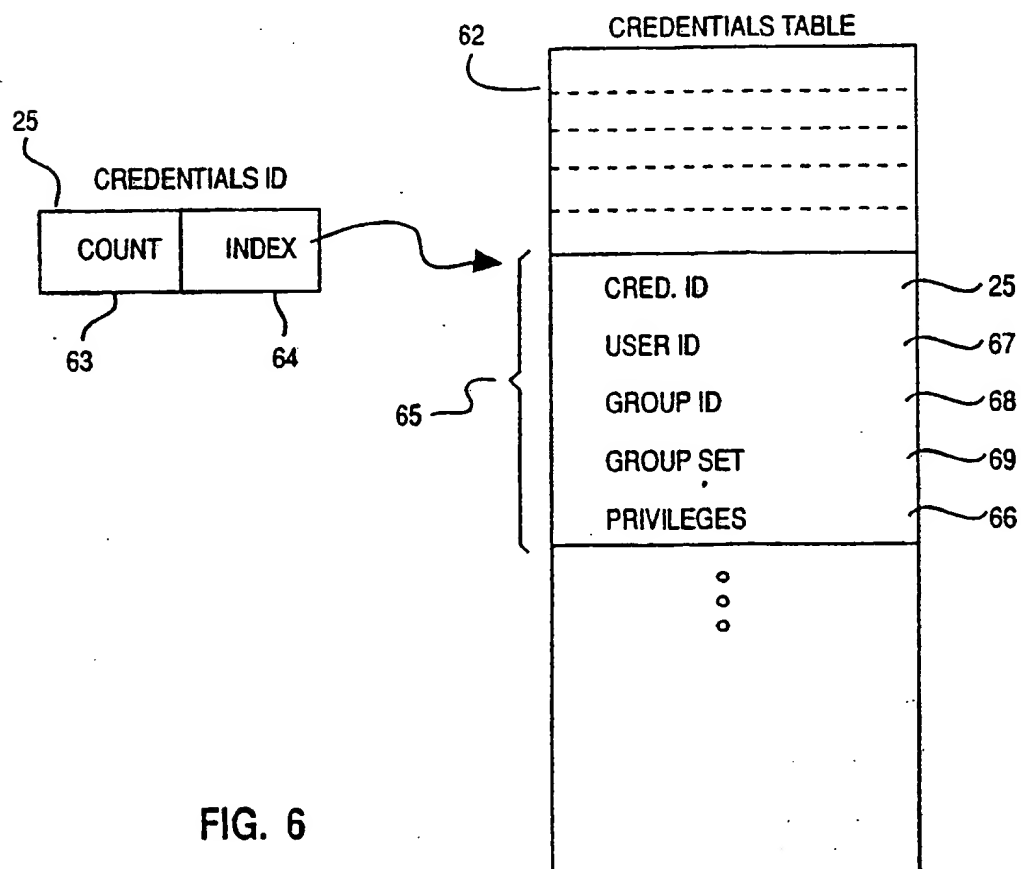 CREDENTIALS TABLE
62
25
CREDENTIALS ID
COUNT INDEX
63 64
65
CRED. ID 25
USER ID 67
GROUP ID 68
GROUP SET 69
PRIVILEGES 66
FIG. 6